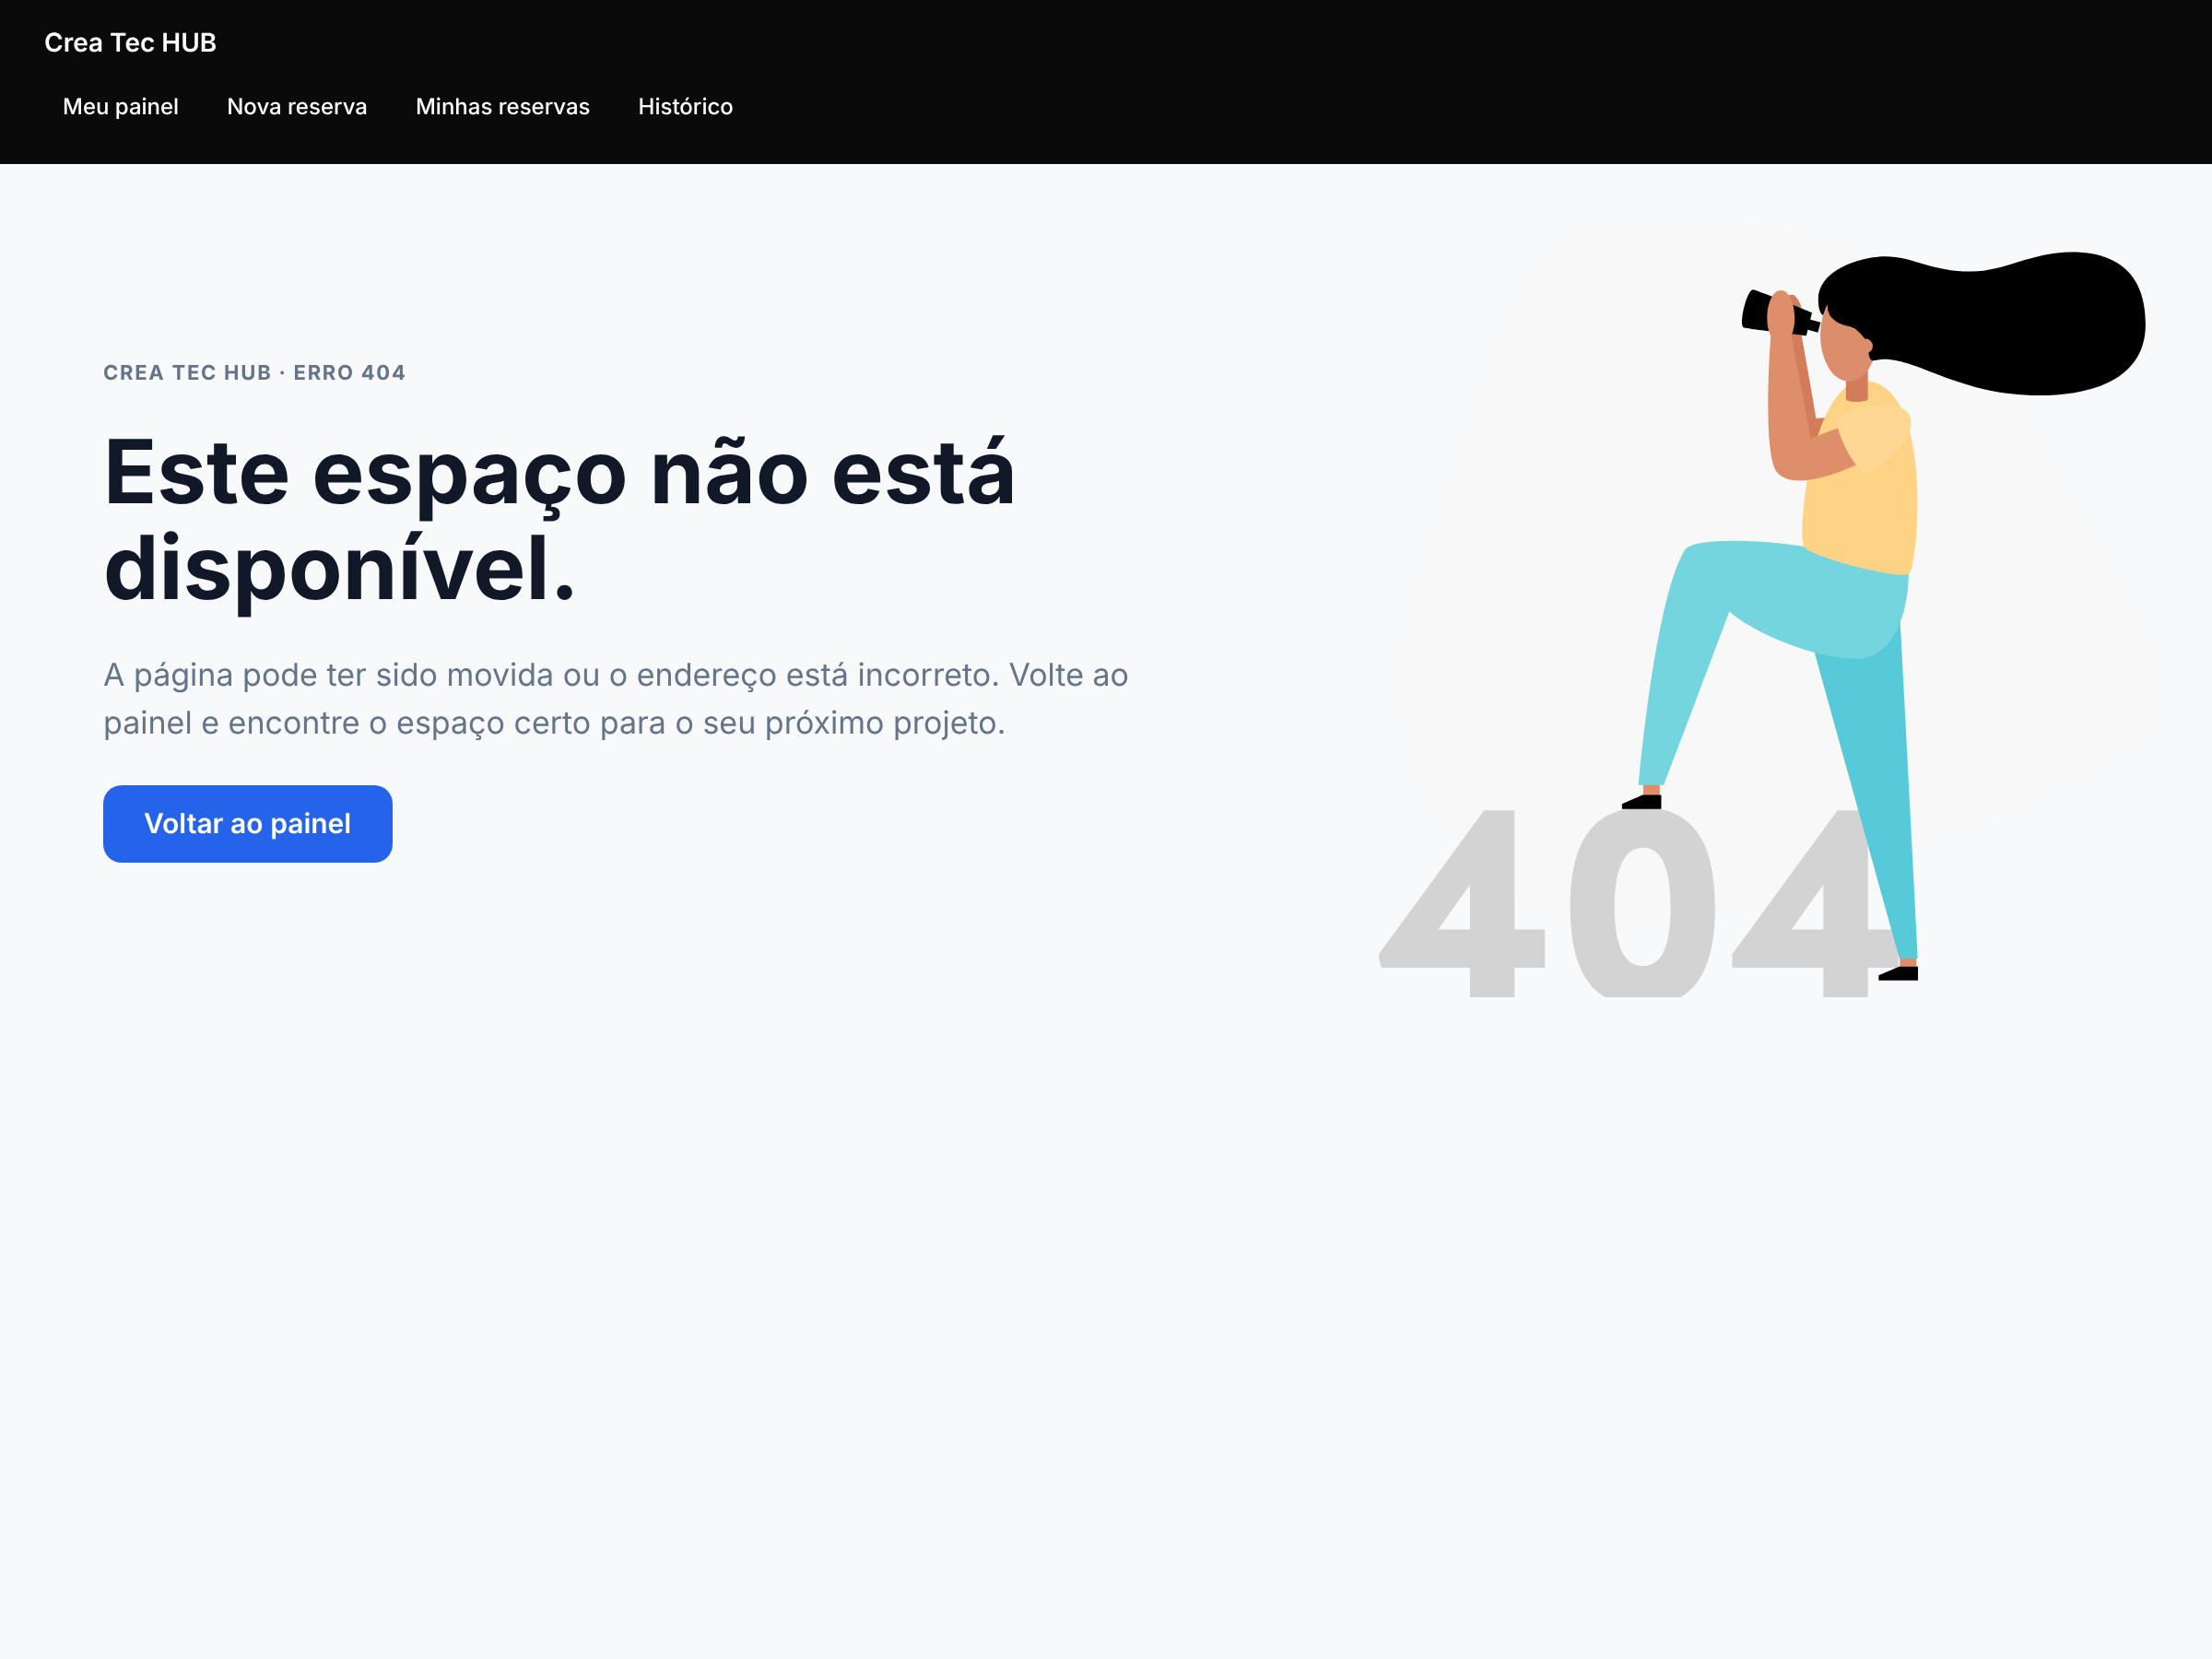 Crea Tec HUB
Meu painel Nova reserva Minhas reservas Histórico
CREA TEC HUB · ERRO 404
Este espaço não está
disponível.
A página pode ter sido movida ou o endereço está incorreto. Volte ao
painel e encontre o espaço certo para o seu próximo projeto.
Voltar ao painel
404